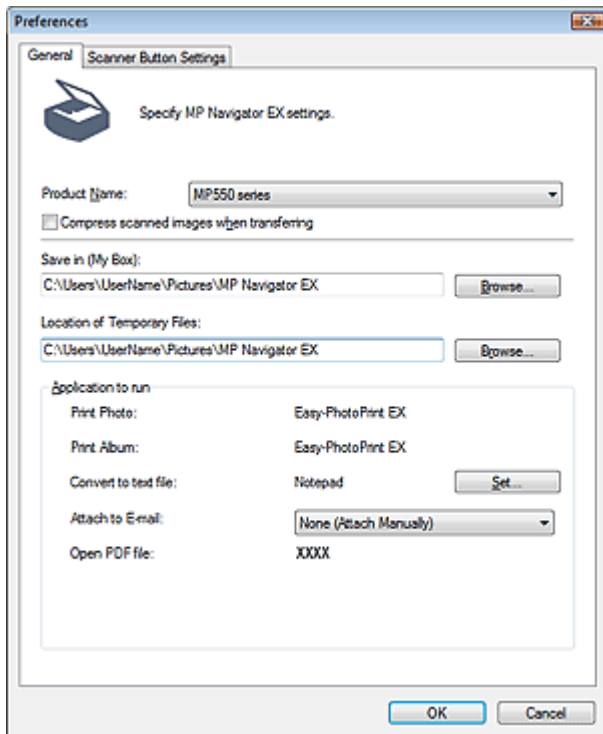 Preferences
General Scanner Button Settings
Specify MP Navigator EX settings.
Product Name: MP550 series
Compress scanned images when transferring
Save in (My Box):
C:\Users\UserName\Pictures\MP Navigator EX Browse...
Location of Temporary Files:
C:\Users\UserName\Pictures\MP Navigator EX Browse...
Application to run
Print Photo: Easy-PhotoPrint EX
Print Album: Easy-PhotoPrint EX
Convert to text file: Notepad Set...
Attach to E-mail: None (Attach Manually)
Open PDF file: XXXX
OK Cancel